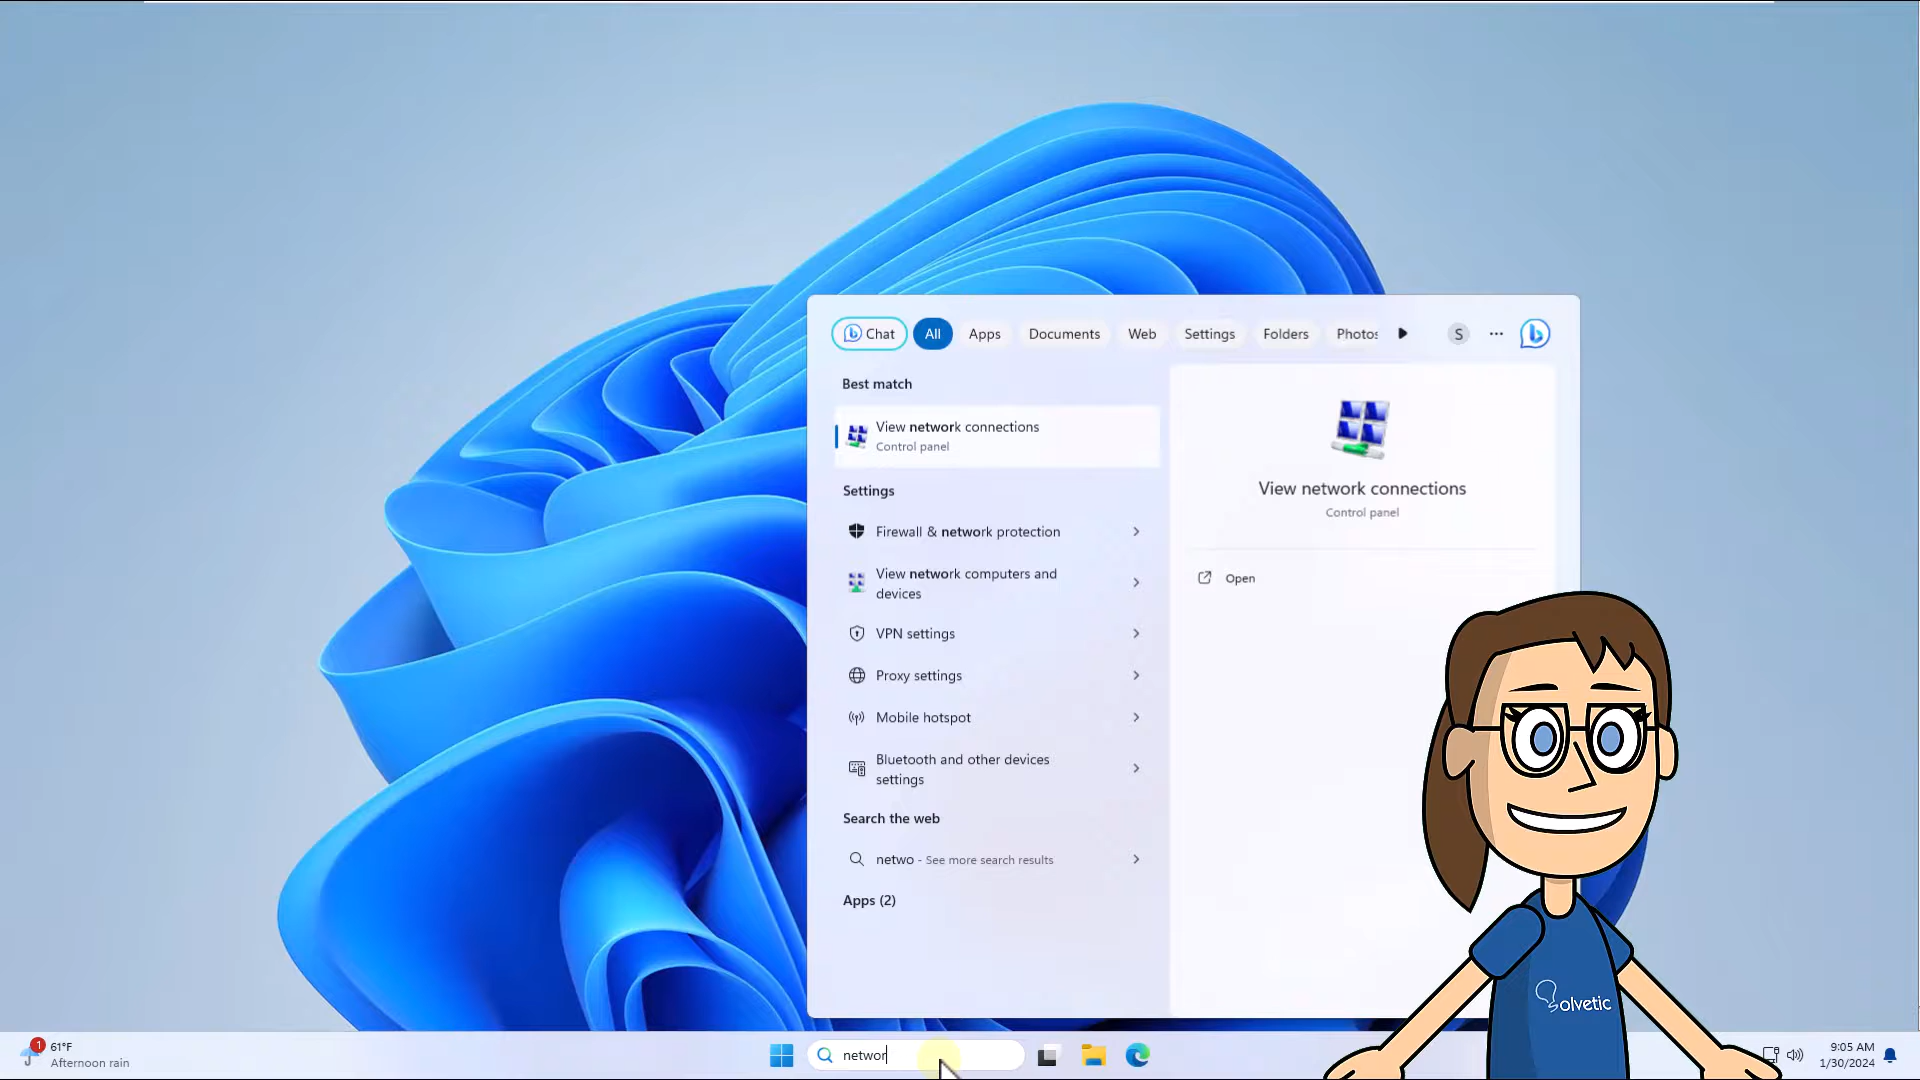 Chat
All
Apps
Documents
Web
Settings
Folders
Photos
S
Best match
View network connections
Control panel
Settings
Firewall & network protection
View network computers and
devices
VPN settings
Proxy settings
Mobile hotspot
Bluetooth and other devices
settings
Search the web
netwo - See more search results
Apps (2)
View network connections
Control panel
Open
Solvetic
1
61°F
Afternoon rain
networ
9:05 AM
1/30/2024